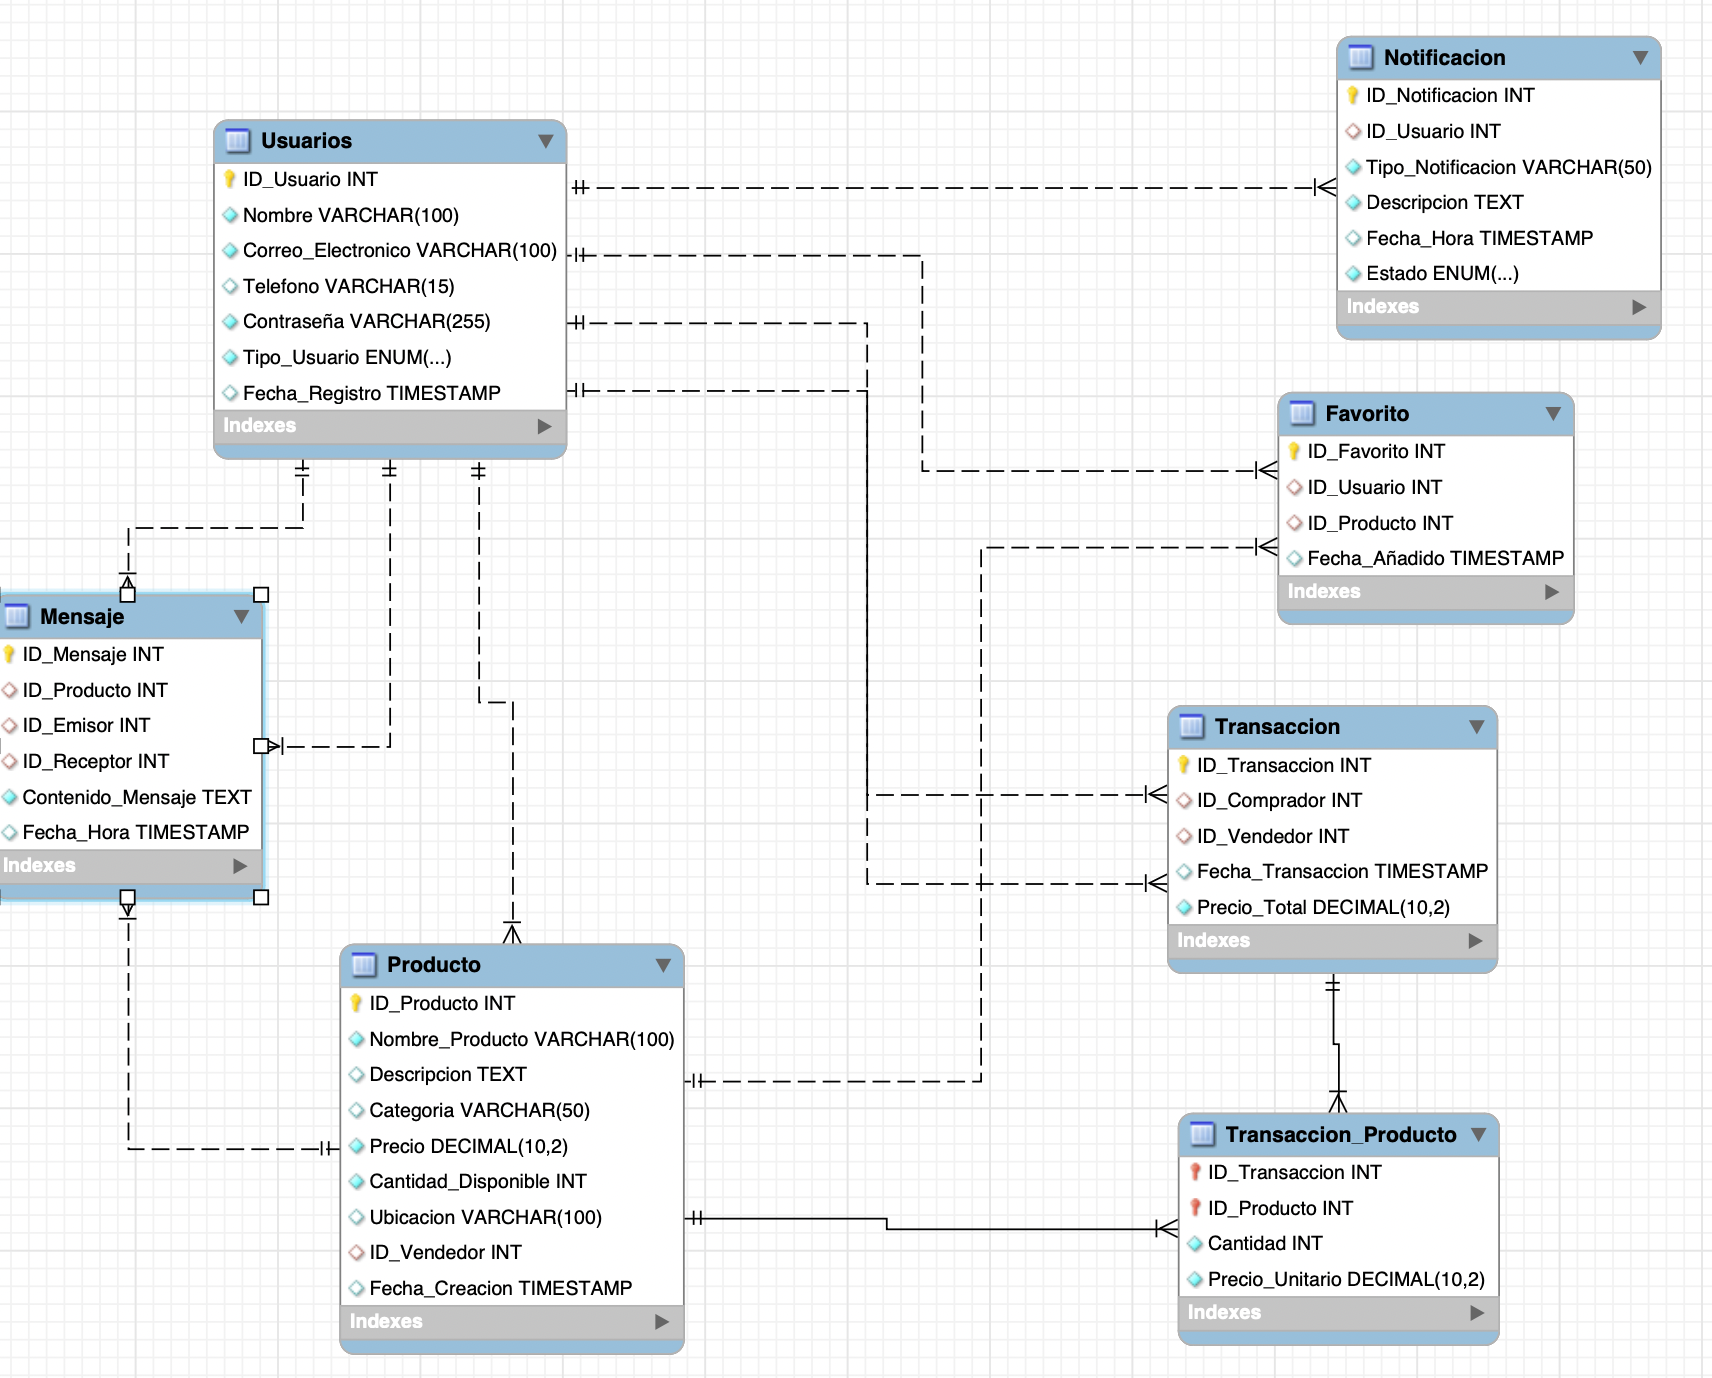 Usuarios
ID_Usuario INT
Nombre VARCHAR(100)
Correo_Electronico VARCHAR(100)
Telefono VARCHAR(15)
Contraseña VARCHAR(255)
Tipo_Usuario ENUM(...)
Fecha_Registro TIMESTAMP
Indexes
Notificacion
ID_Notificacion INT
ID_Usuario INT
Tipo_Notificacion VARCHAR(50)
Descripcion TEXT
Fecha_Hora TIMESTAMP
Estado ENUM(...)
Indexes
Favorito
ID_Favorito INT
ID_Usuario INT
ID_Producto INT
Fecha_Añadido TIMESTAMP
Indexes
Mensaje
ID_Mensaje INT
ID_Producto INT
ID_Emisor INT
ID_Receptor INT
Contenido_Mensaje TEXT
Fecha_Hora TIMESTAMP
Indexes
Transaccion
ID_Transaccion INT
ID_Comprador INT
ID_Vendedor INT
Fecha_Transaccion TIMESTAMP
Precio_Total DECIMAL(10,2)
Indexes
Producto
ID_Producto INT
Nombre_Producto VARCHAR(100)
Descripcion TEXT
Categoria VARCHAR(50)
Precio DECIMAL(10,2)
Cantidad_Disponible INT
Ubicacion VARCHAR(100)
ID_Vendedor INT
Fecha_Creacion TIMESTAMP
Indexes
Transaccion_Producto
ID_Transaccion INT
ID_Producto INT
Cantidad INT
Precio_Unitario DECIMAL(10,2)
Indexes